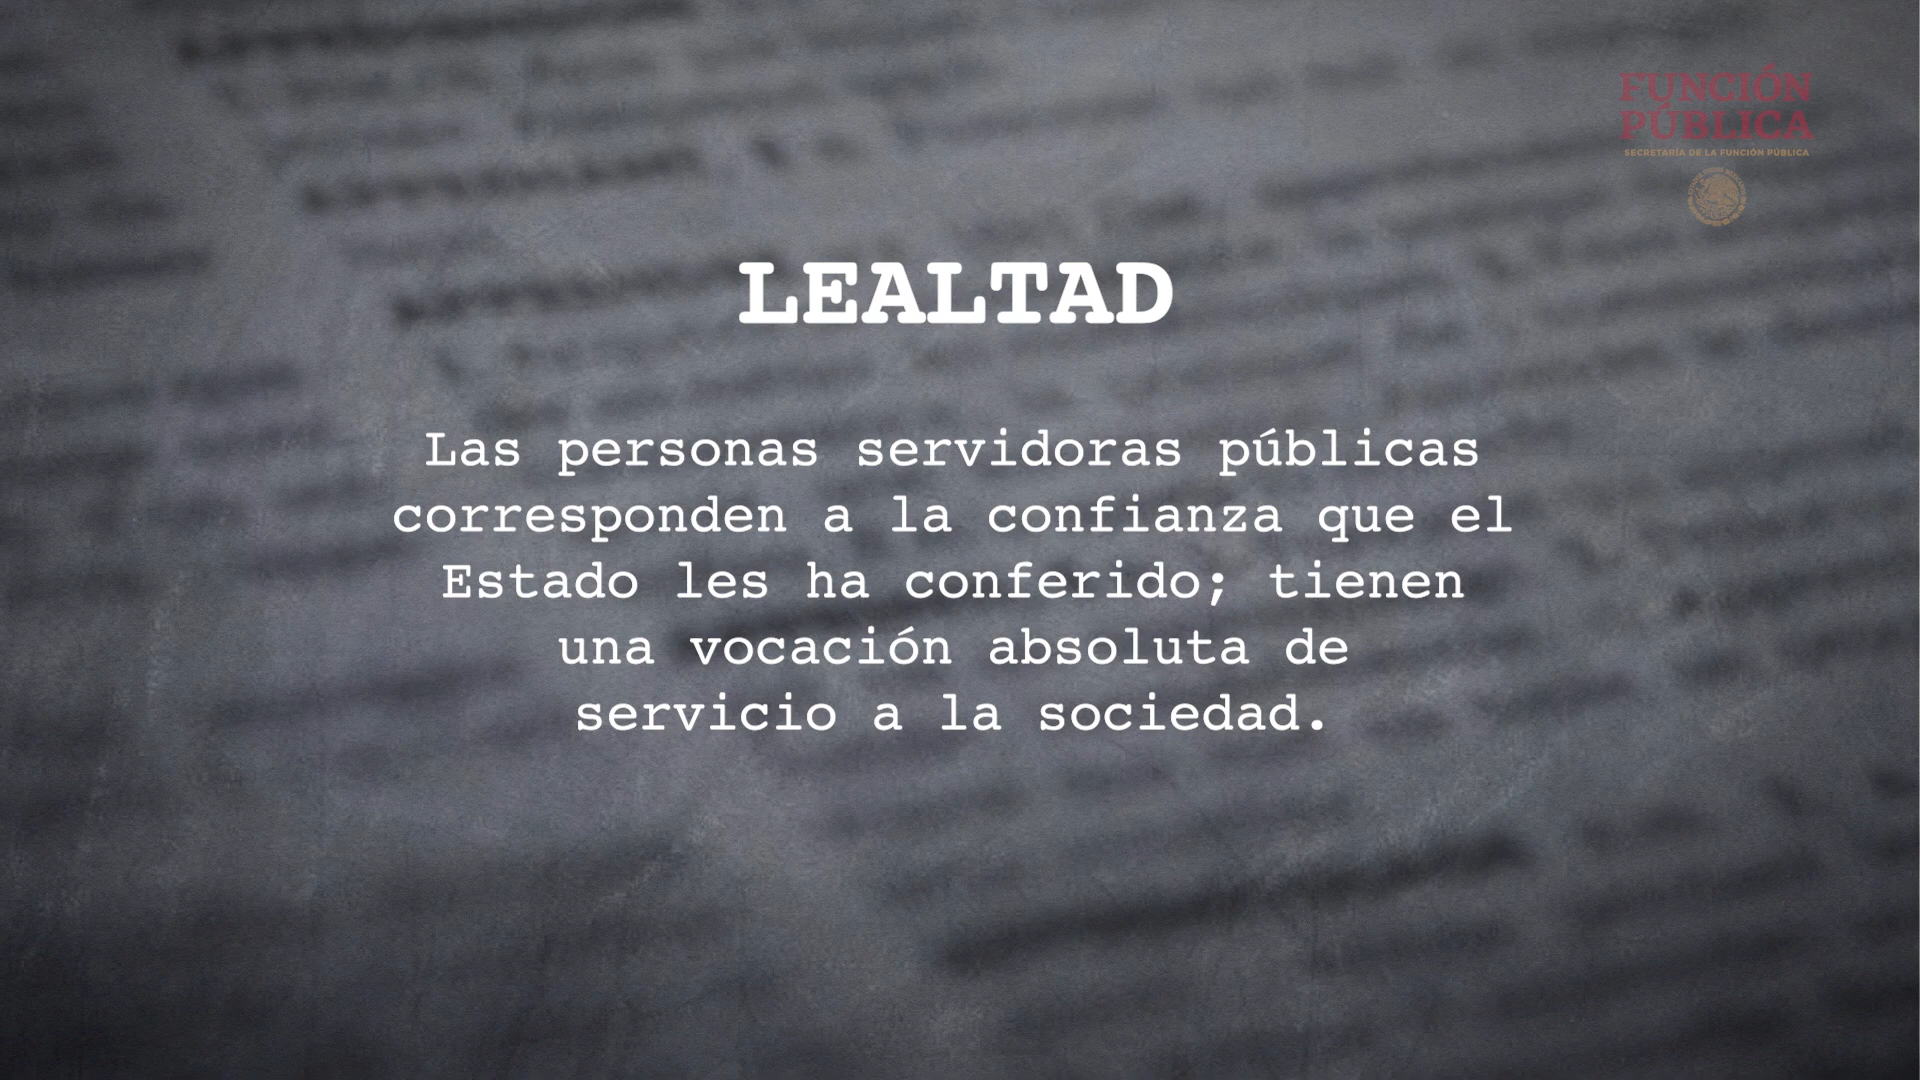 FUNCIÓN
PÚBLICA
SECRETARÍA DE LA FUNCIÓN PÚBLICA
LEALTAD
Las personas servidoras públicas
corresponden a la confianza que el
Estado les ha conferido; tienen
una vocación absoluta de
servicio a la sociedad.